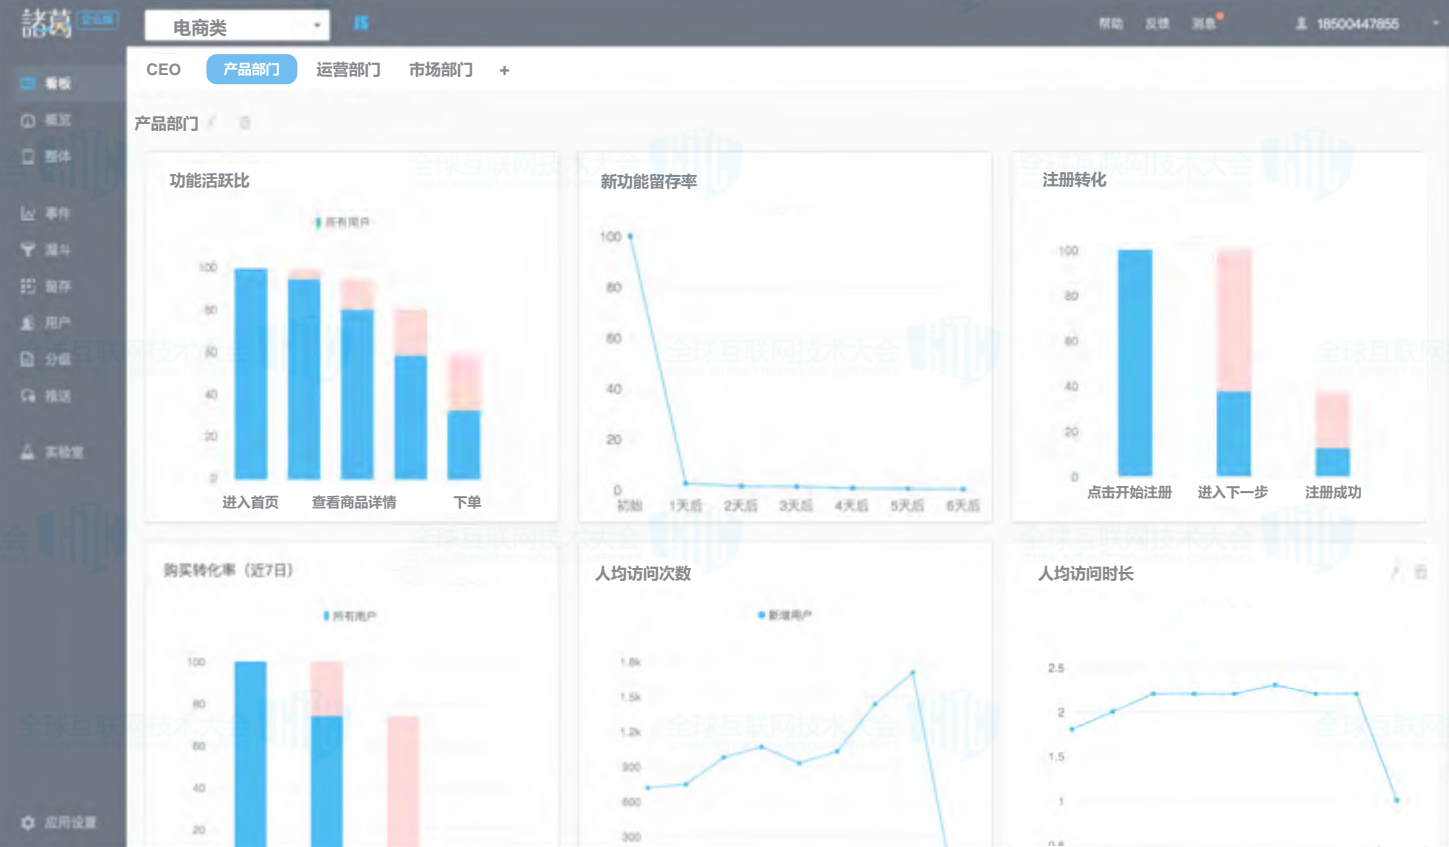 諸葛 企业版 电商类 JS 帮助 反馈 消息 18500447855
CEO 产品部门 运营部门 市场部门 +
看板
概览
整体
事件
漏斗
留存
用户
分组
推送
实验室
应用设置
产品部门
功能活跃比
所有用户
100
80
60
40
20
0
进入首页 查看商品详情 下单
新功能留存率
100
80
60
40
20
0
初始 1天后 2天后 3天后 4天后 5天后 6天后
注册转化
100
80
60
40
20
0
点击开始注册 进入下一步 注册成功
购买转化率（近7日）
所有用户
100
80
60
40
20
人均访问次数
新增用户
1.8k
1.5k
1.2k
900
600
300
人均访问时长
2.5
2
1.5
1
全球互联网技术大会